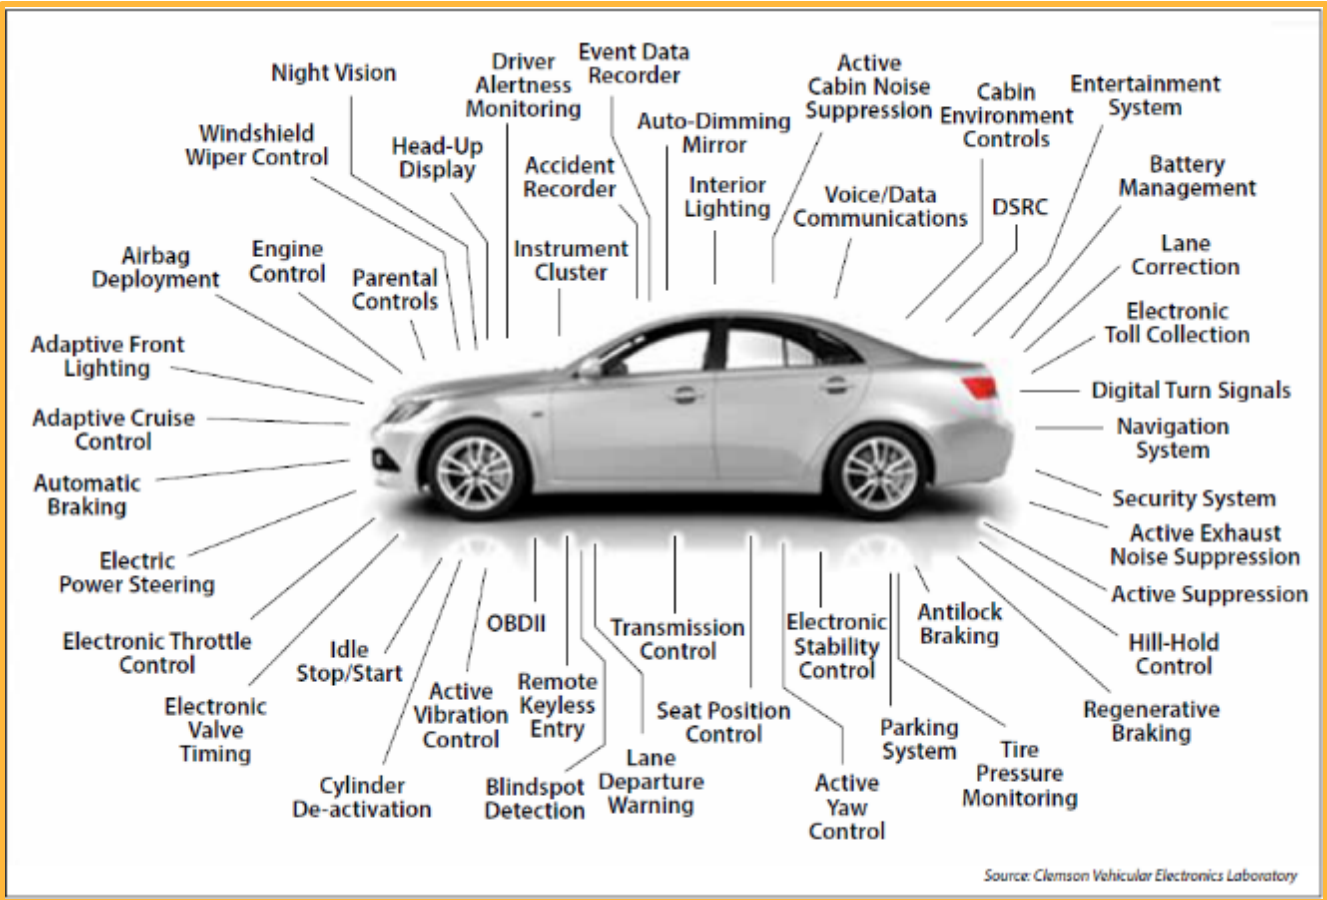 Night Vision
Driver
Alertness
Monitoring
Event Data
Recorder
Active
Cabin Noise
Suppression
Cabin
Environment
Controls
Entertainment
System
Windshield
Wiper Control
Head-Up
Display
Accident
Recorder
Auto-Dimming
Mirror
Interior
Lighting
Voice/Data
Communications
DSRC
Battery
Management
Airbag
Deployment
Engine
Control
Parental
Controls
Instrument
Cluster
Lane
Correction
Electronic
Toll Collection
Adaptive Front
Lighting
Digital Turn Signals
Adaptive Cruise
Control
Navigation
System
Automatic
Braking
Security System
Electric
Power Steering
Active Exhaust
Noise Suppression
Active Suppression
Electronic Throttle
Control
Idle
Stop/Start
OBDII
Transmission
Control
Electronic
Stability
Control
Antilock
Braking
Hill-Hold
Control
Electronic
Valve
Timing
Active
Vibration
Control
Remote
Keyless
Entry
Seat Position
Control
Parking
System
Regenerative
Braking
Cylinder
De-activation
Blindspot
Detection
Lane
Departure
Warning
Active
Yaw
Control
Tire
Pressure
Monitoring
Source: Clemson Vehicular Electronics Laboratory